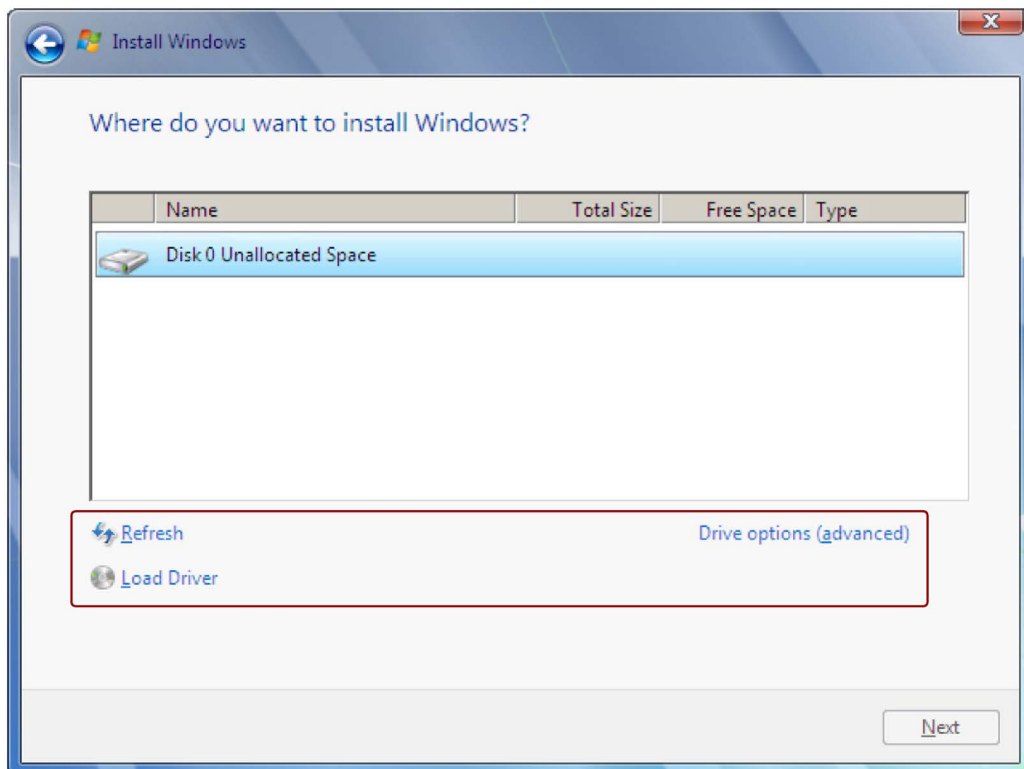 Install Windows
Where do you want to install Windows?
Name Total Size Free Space Type
Disk 0 Unallocated Space
Refresh Drive options (advanced)
Load Driver
Next